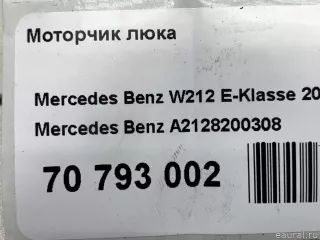 Моторчик люка
Mercedes Benz W212 E-Klasse 20
Mercedes Benz A2128200308
70 793 002
eaural.ru